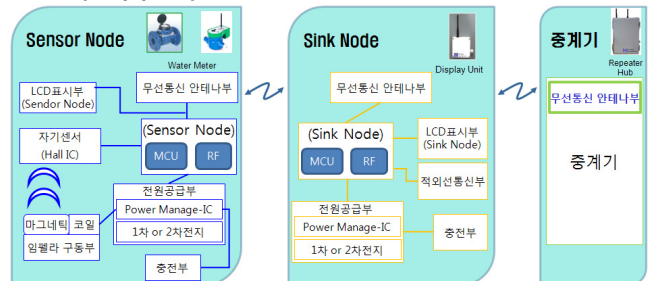 Sensor Node
Water Meter
무선통신 안테나부
LCD표시부
(Sendor Node)
자기센서
(Hall IC)
(Sensor Node)
MCU
RF
마그네틱
코일
임펠라 구동부
전원공급부
Power Manage-IC
1차 or 2차전지
충전부
Sink Node
Display Unit
무선통신 안테나부
(Sink Node)
MCU
RF
LCD표시부
(Sink Node)
적외선통신부
전원공급부
Power Manage-IC
1차 or 2차전지
충전부
중계기
Repeater
Hub
무선통신 안테나부
중계기